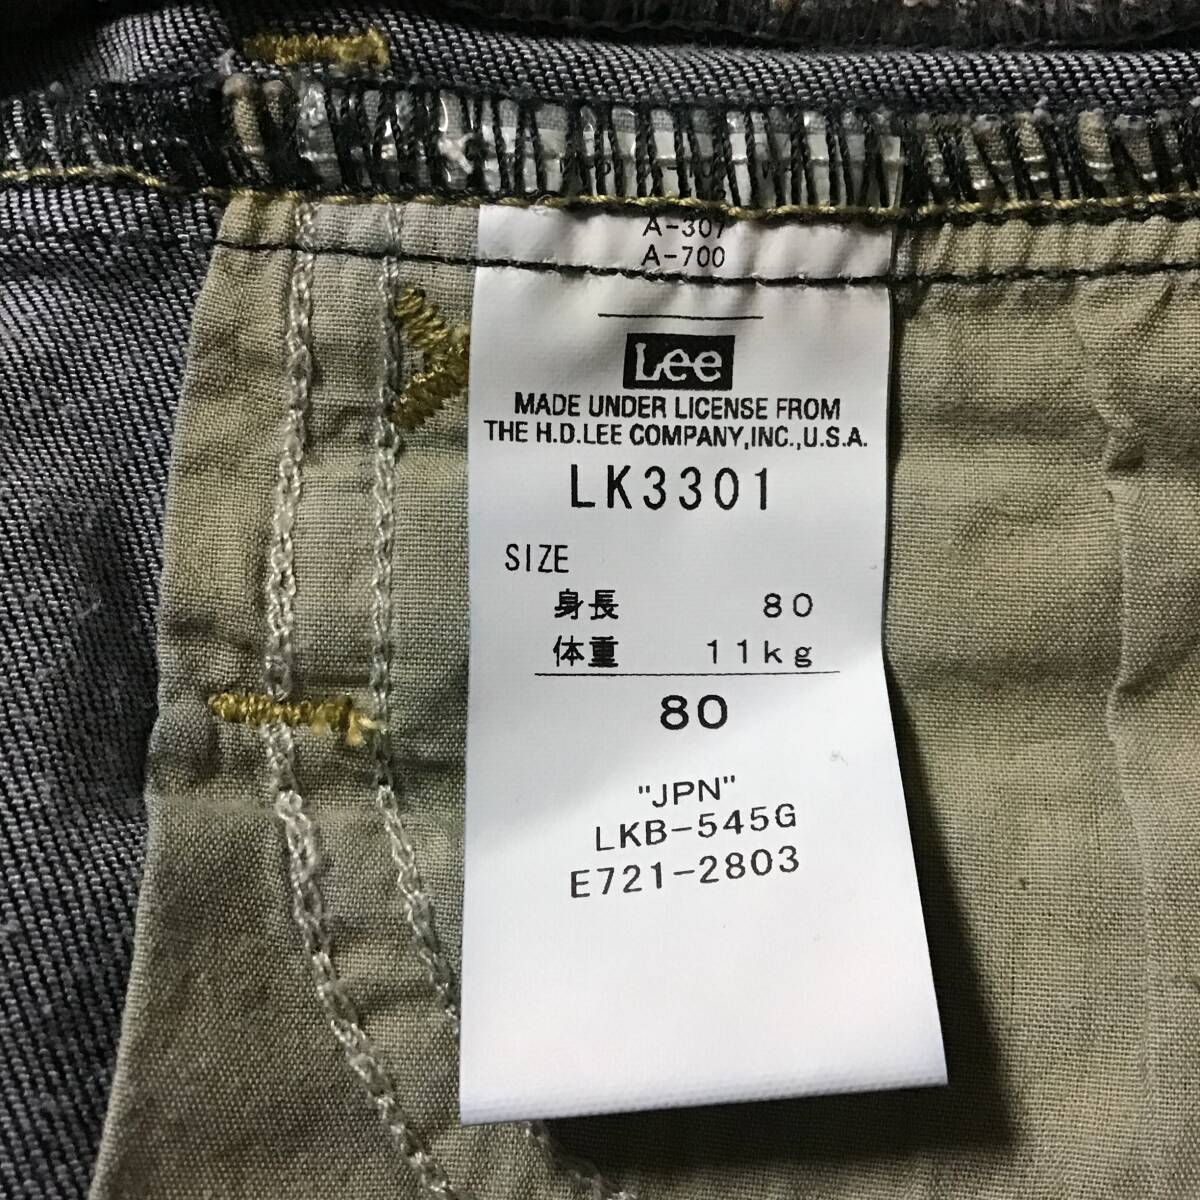 A-307
A-700
Lee
MADE UNDER LICENSE FROM
THE H.D.LEE COMPANY,INC.,U.S.A.
LK3301
SIZE
身長 80
体重 11kg
80
"JPN"
LKB-545G
E721-2803